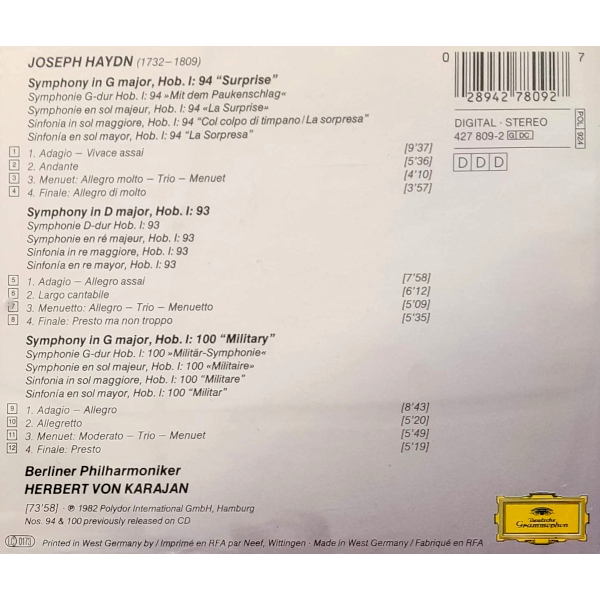 JOSEPH HAYDN (1732–1809)
Symphony in G major, Hob. I: 94 “Surprise”
Symphonie G-dur Hob. I: 94 »Mit dem Paukenschlag«
Symphonie en sol majeur, Hob. I: 94 «La Surprise»
Sinfonia in sol maggiore, Hob. I: 94 “Col colpo di timpano/La sorpresa”
Sinfonía en sol mayor, Hob. I: 94 “La Sorpresa”
1 1. Adagio – Vivace assai [9'37]
2 2. Andante [5'36]
3 3. Menuet: Allegro molto – Trio – Menuet [4'10]
4 4. Finale: Allegro di molto [3'57]
Symphony in D major, Hob. I: 93
Symphonie D-dur Hob. I: 93
Symphonie en ré majeur, Hob. I: 93
Sinfonia in re maggiore, Hob. I: 93
Sinfonía en re mayor, Hob. I: 93
5 1. Adagio – Allegro assai [7'58]
6 2. Largo cantabile [6'12]
7 3. Menuetto: Allegro – Trio – Menuetto [5'09]
8 4. Finale: Presto ma non troppo [5'35]
Symphony in G major, Hob. I: 100 “Military”
Symphonie G-dur Hob. I: 100 »Militär-Symphonie«
Symphonie en sol majeur, Hob. I: 100 «Militaire»
Sinfonia in sol maggiore, Hob. I: 100 “Militare”
Sinfonía en sol mayor, Hob. I: 100 “Militar”
9 1. Adagio – Allegro [8'43]
10 2. Allegretto [5'20]
11 3. Menuet: Moderato – Trio – Menuet [5'49]
12 4. Finale: Presto [5'19]
Berliner Philharmoniker
HERBERT VON KARAJAN
[73'58] · ℗ 1982 Polydor International GmbH, Hamburg
Nos. 94 & 100 previously released on CD
Printed in West Germany by / Imprimé en RFA par Neef, Wittingen · Made in West Germany / Fabriqué en RFA
0 28942 78092 7
DIGITAL · STEREO
427 809-2 G DC
POL 924
D D D
Deutsche
Grammophon